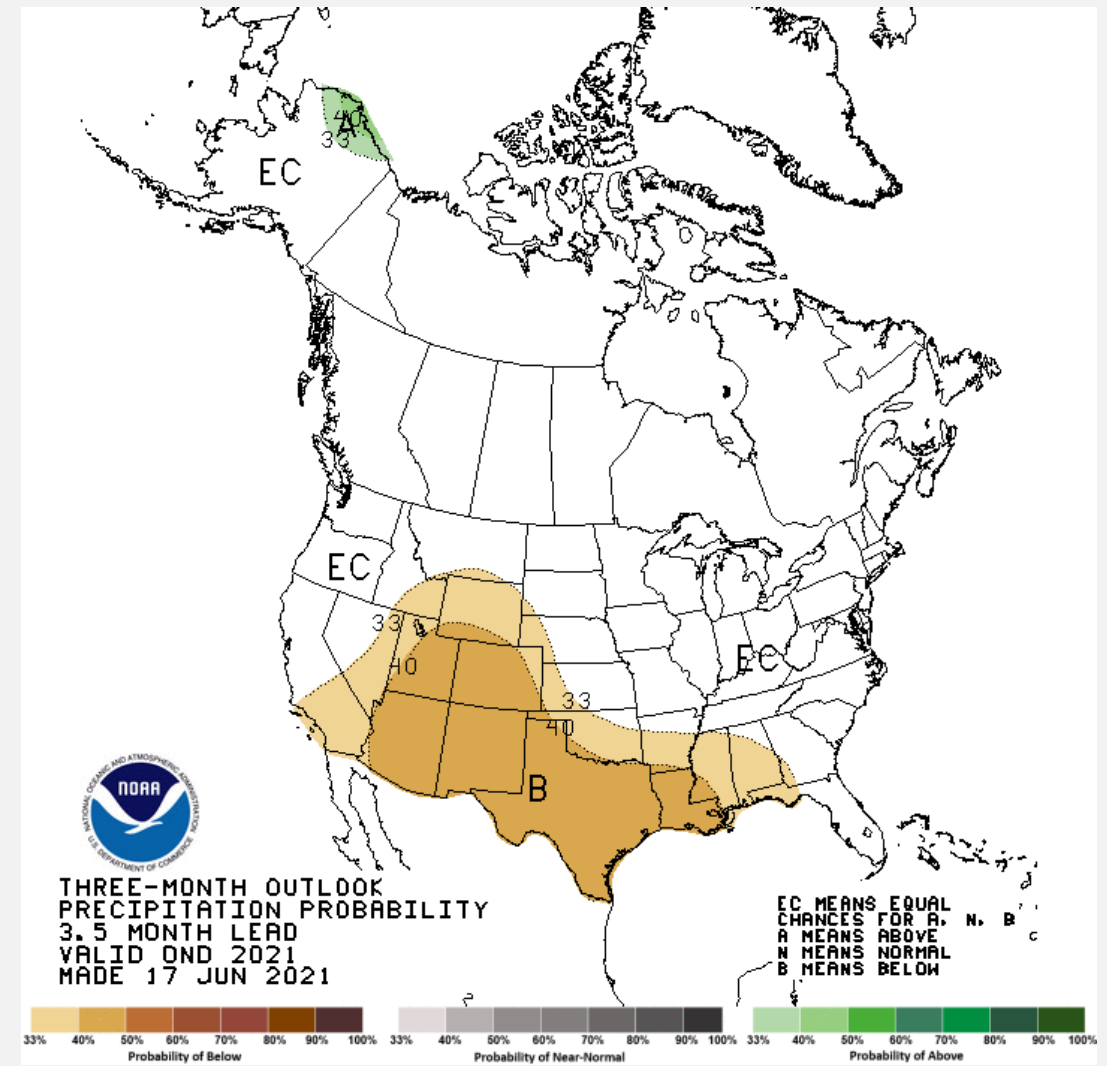 40
A
33
EC
EC
33
40
EC
33
40
B
NATIONAL OCEANIC AND ATMOSPHERIC ADMINISTRATION
NOAA
U.S. DEPARTMENT OF COMMERCE
THREE-MONTH OUTLOOK
PRECIPITATION PROBABILITY
3.5 MONTH LEAD
VALID OND 2021
MADE 17 JUN 2021
EC MEANS EQUAL
CHANCES FOR A, N, B
A MEANS ABOVE
N MEANS NORMAL
B MEANS BELOW
33% 40% 50% 60% 70% 80% 90% 100%
Probability of Below
33% 40% 50% 60% 70% 80% 90% 100%
Probability of Near-Normal
33% 40% 50% 60% 70% 80% 90% 100%
Probability of Above